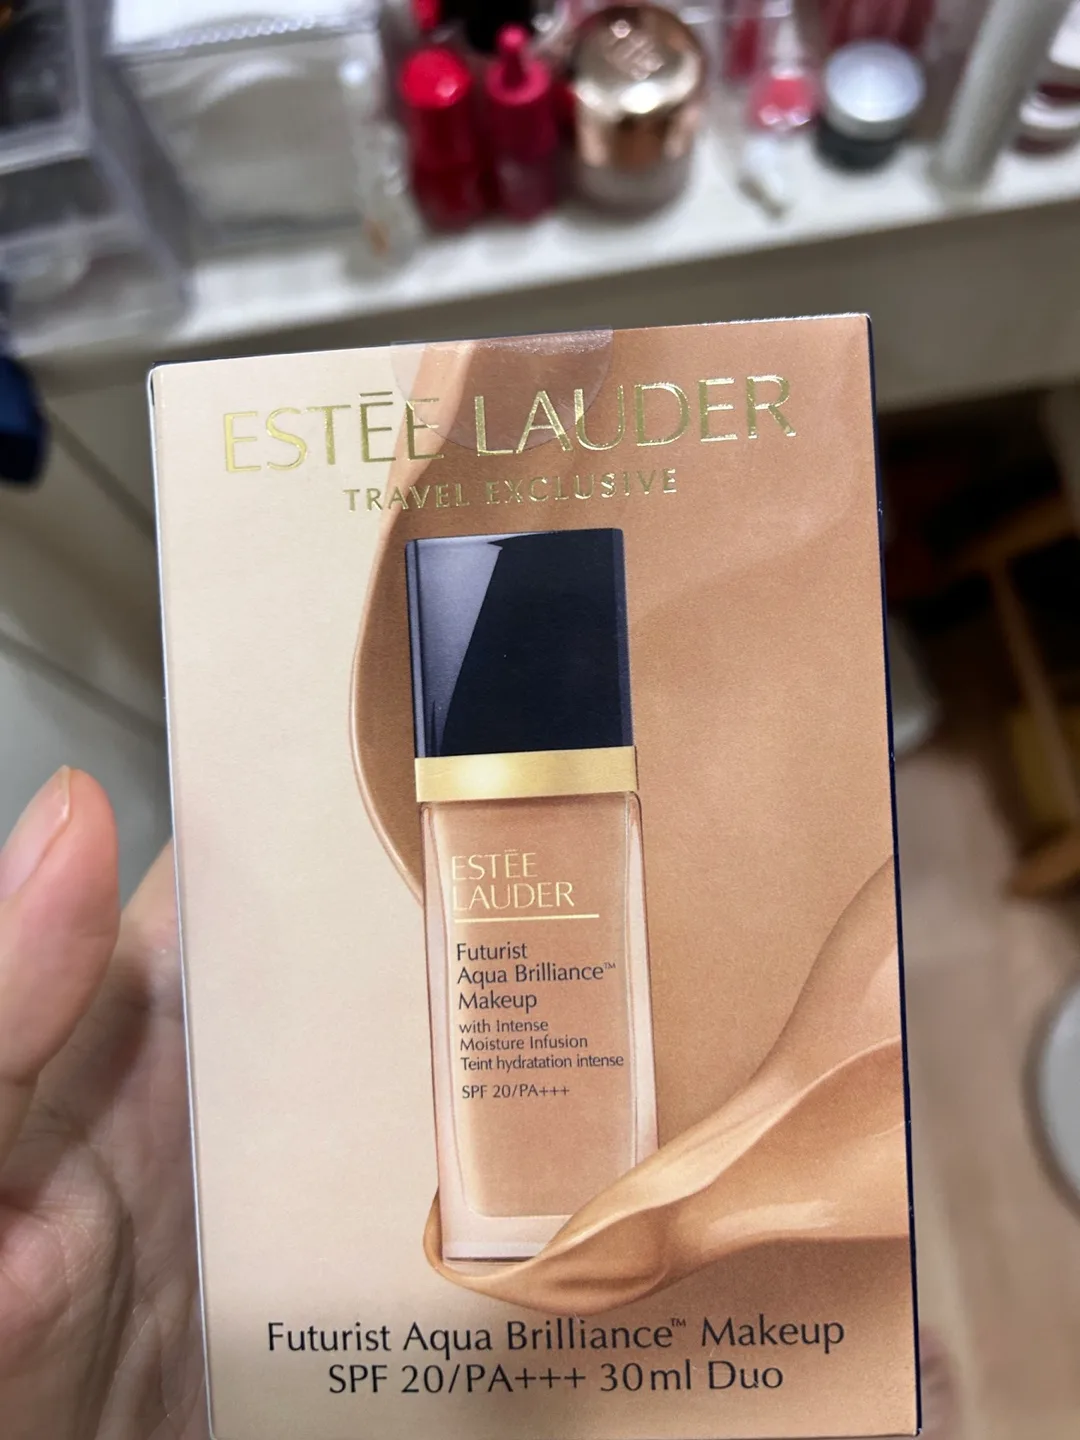 ESTĒE LAUDER
TRAVEL EXCLUSIVE
ESTĒE
LAUDER
Futurist
Aqua Brilliance™
Makeup
with Intense
Moisture Infusion
Teint hydratation intense
SPF 20/PA+++
Futurist Aqua Brilliance™ Makeup
SPF 20/PA+++ 30ml Duo